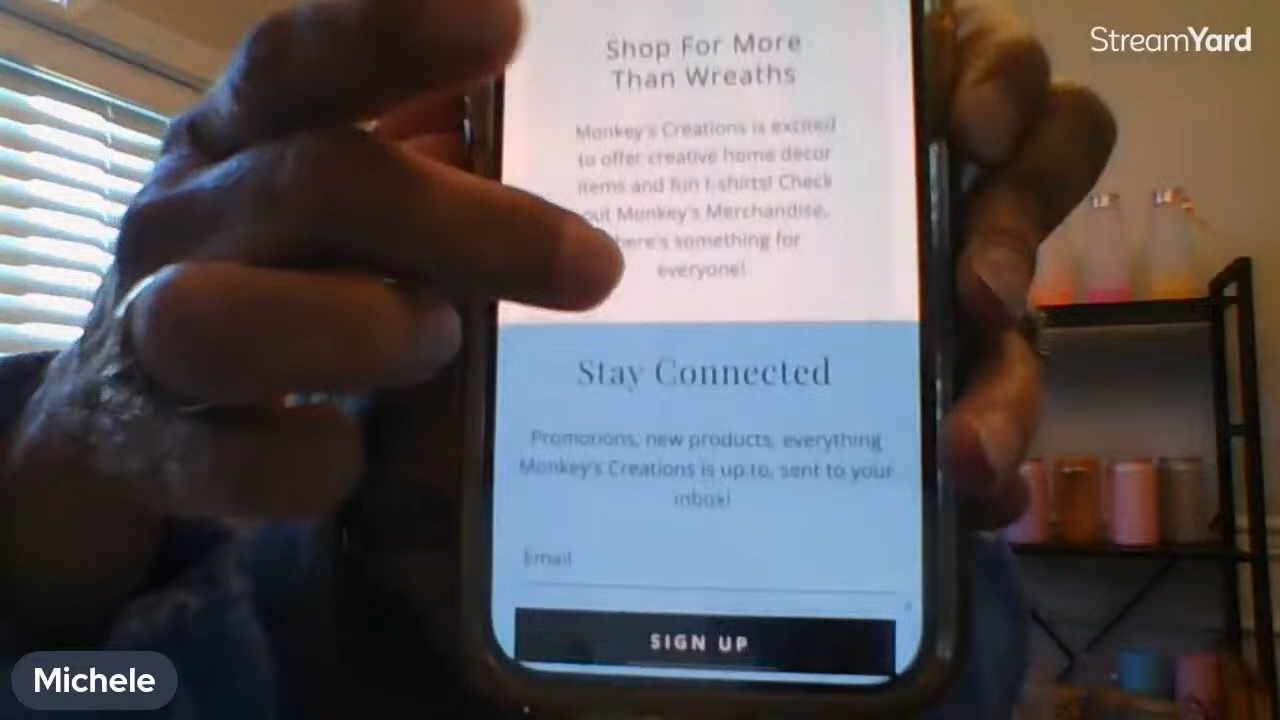 StreamYard
Shop For More
Than Wreaths
Monkey's Creations is excited
to offer creative home decor
items and fun t-shirts! Check
out Monkey's Merchandise,
here's something for
everyone!
Stay Connected
Promotions, new products, everything
Monkey's Creations is up to, sent to your
inbox!
Email
SIGN UP
Michele